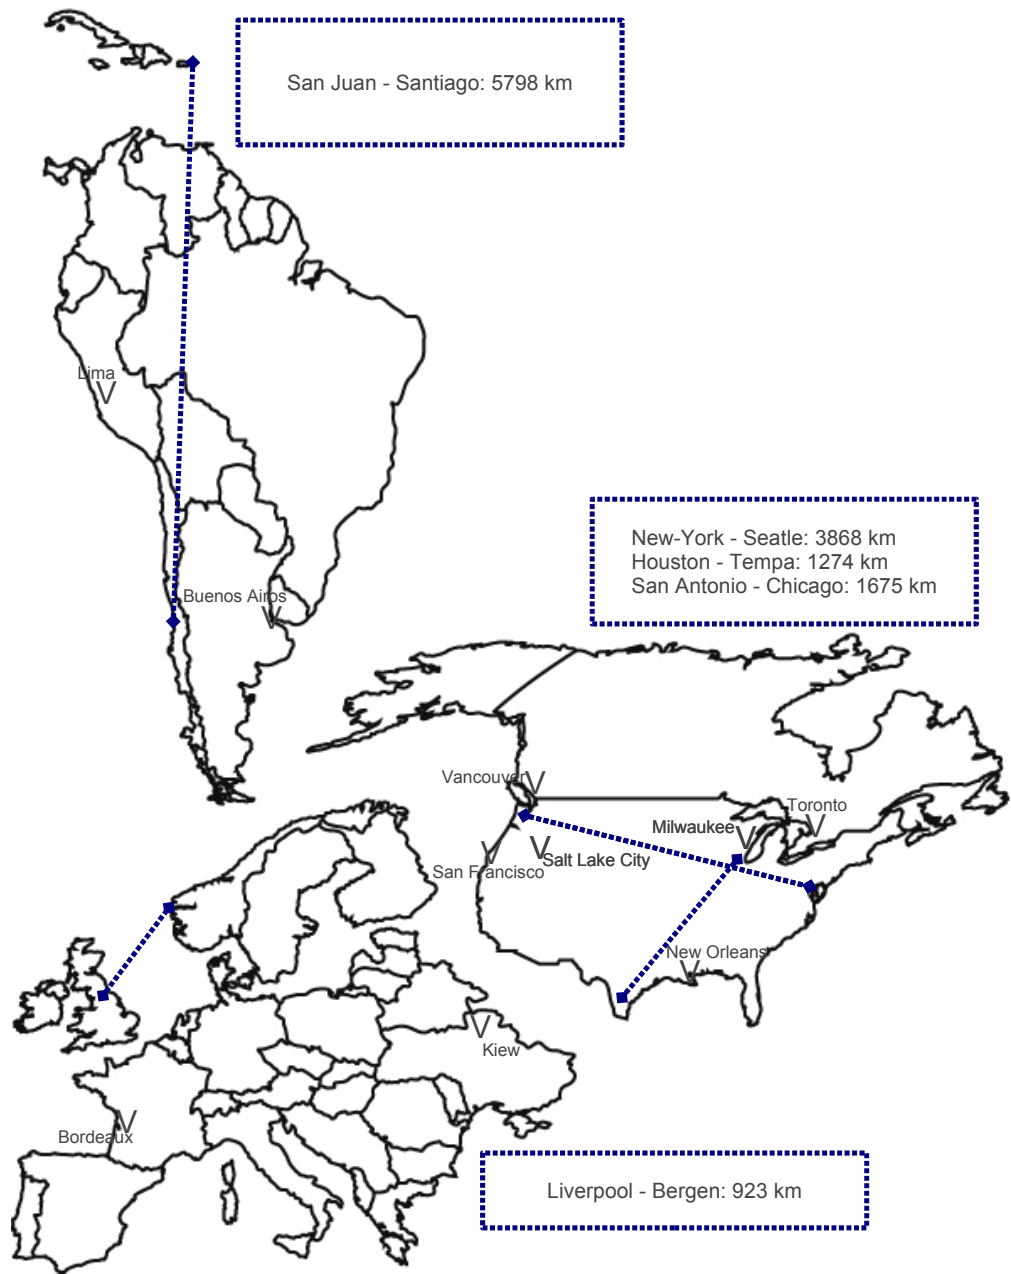 San Juan - Santiago: 5798 km
Lima
V
New-York - Seatle: 3868 km
Houston - Tempa: 1274 km
San Antonio - Chicago: 1675 km
Buenos Airos
V
Vancouver
V
Toronto
V
Milwaukee
V
San Francisco
V
Salt Lake City
V
New Orleans
V
Kiew
V
Bordeaux
V
Liverpool - Bergen: 923 km